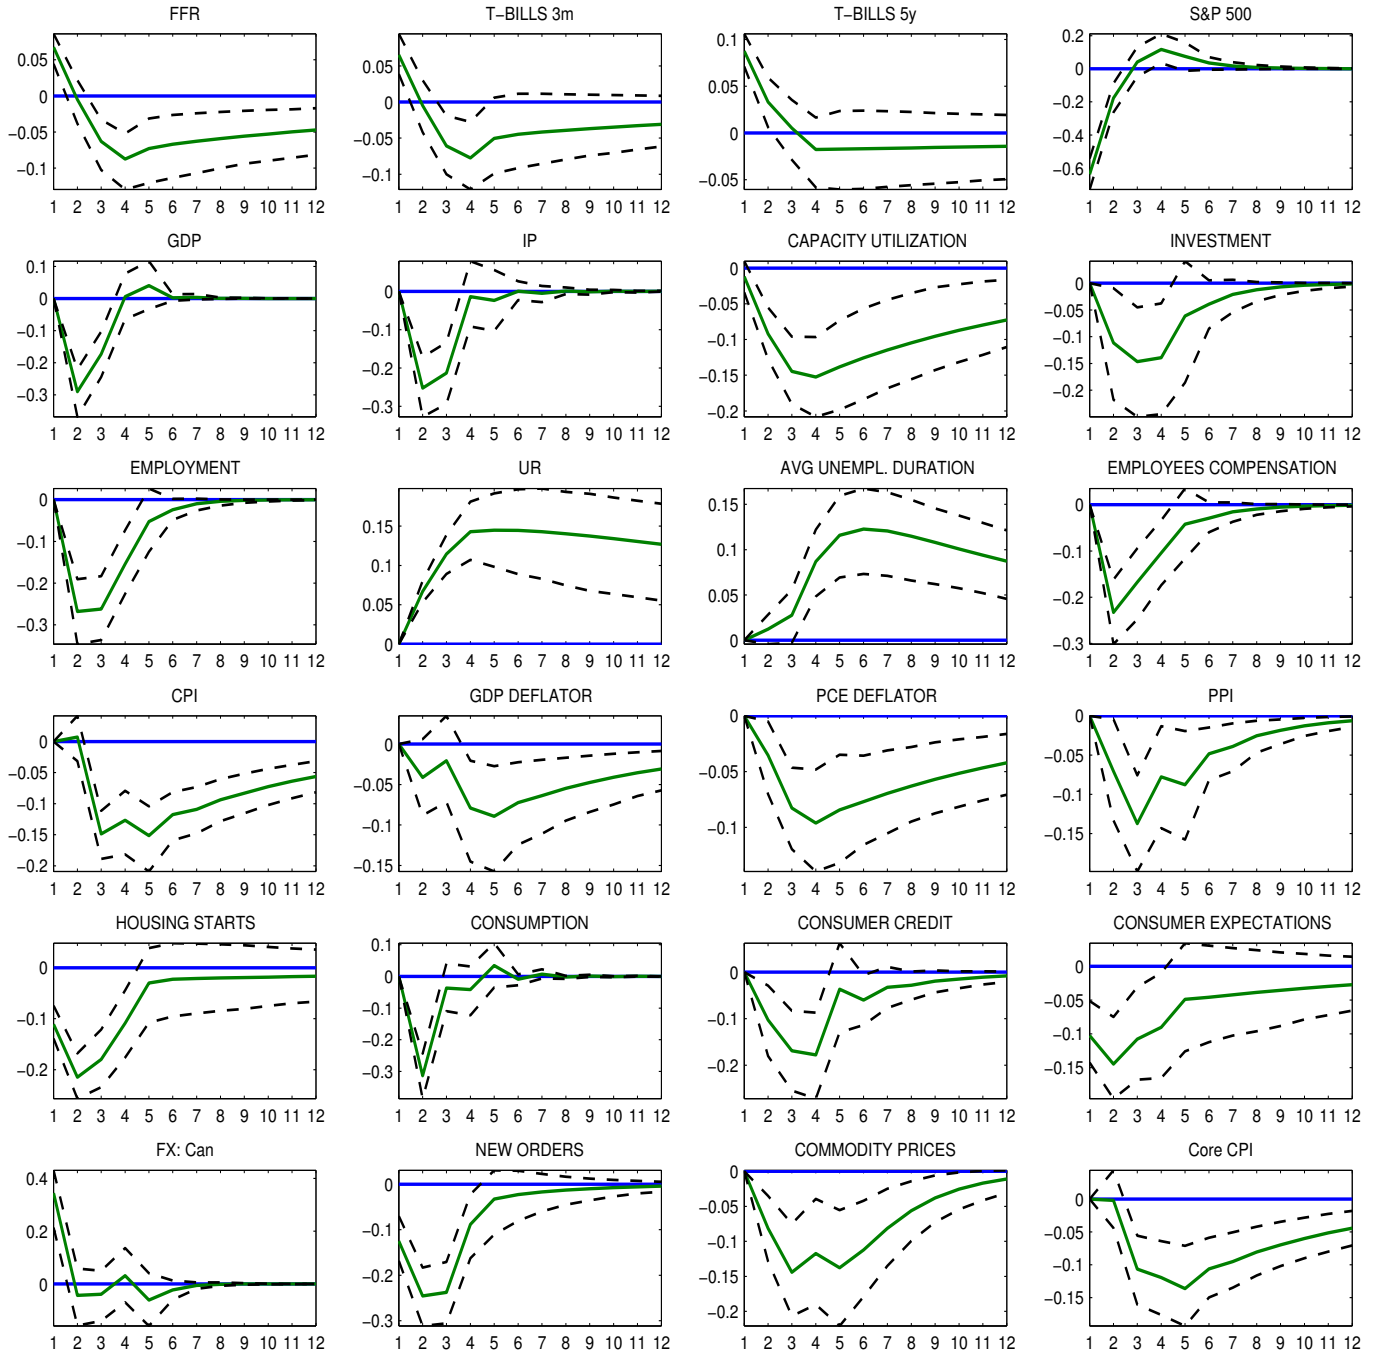 FFR
0.05
0
−0.05
−0.1
1 2 3 4 5 6 7 8 9 10 11 12
T−BILLS 3m
0.05
0
−0.05
−0.1
1 2 3 4 5 6 7 8 9 10 11 12
T−BILLS 5y
0.1
0.05
0
−0.05
1 2 3 4 5 6 7 8 9 10 11 12
S&P 500
0.2
0
−0.2
−0.4
−0.6
1 2 3 4 5 6 7 8 9 10 11 12
GDP
0.1
0
−0.1
−0.2
−0.3
1 2 3 4 5 6 7 8 9 10 11 12
IP
0
−0.1
−0.2
−0.3
1 2 3 4 5 6 7 8 9 10 11 12
CAPACITY UTILIZATION
0
−0.05
−0.1
−0.15
−0.2
1 2 3 4 5 6 7 8 9 10 11 12
INVESTMENT
0
−0.05
−0.1
−0.15
−0.2
1 2 3 4 5 6 7 8 9 10 11 12
EMPLOYMENT
0
−0.1
−0.2
−0.3
1 2 3 4 5 6 7 8 9 10 11 12
UR
0.15
0.1
0.05
0
1 2 3 4 5 6 7 8 9 10 11 12
AVG UNEMPL. DURATION
0.15
0.1
0.05
0
1 2 3 4 5 6 7 8 9 10 11 12
EMPLOYEES COMPENSATION
0
−0.1
−0.2
−0.3
1 2 3 4 5 6 7 8 9 10 11 12
CPI
0
−0.05
−0.1
−0.15
−0.2
1 2 3 4 5 6 7 8 9 10 11 12
GDP DEFLATOR
0
−0.05
−0.1
−0.15
1 2 3 4 5 6 7 8 9 10 11 12
PCE DEFLATOR
0
−0.05
−0.1
1 2 3 4 5 6 7 8 9 10 11 12
PPI
0
−0.05
−0.1
−0.15
1 2 3 4 5 6 7 8 9 10 11 12
HOUSING STARTS
0
−0.1
−0.2
1 2 3 4 5 6 7 8 9 10 11 12
CONSUMPTION
0.1
0
−0.1
−0.2
−0.3
1 2 3 4 5 6 7 8 9 10 11 12
CONSUMER CREDIT
0
−0.1
−0.2
1 2 3 4 5 6 7 8 9 10 11 12
CONSUMER EXPECTATIONS
0
−0.05
−0.1
−0.15
1 2 3 4 5 6 7 8 9 10 11 12
FX: Can
0.4
0.2
0
1 2 3 4 5 6 7 8 9 10 11 12
NEW ORDERS
0
−0.1
−0.2
−0.3
1 2 3 4 5 6 7 8 9 10 11 12
COMMODITY PRICES
0
−0.05
−0.1
−0.15
−0.2
1 2 3 4 5 6 7 8 9 10 11 12
Core CPI
0
−0.05
−0.1
−0.15
1 2 3 4 5 6 7 8 9 10 11 12